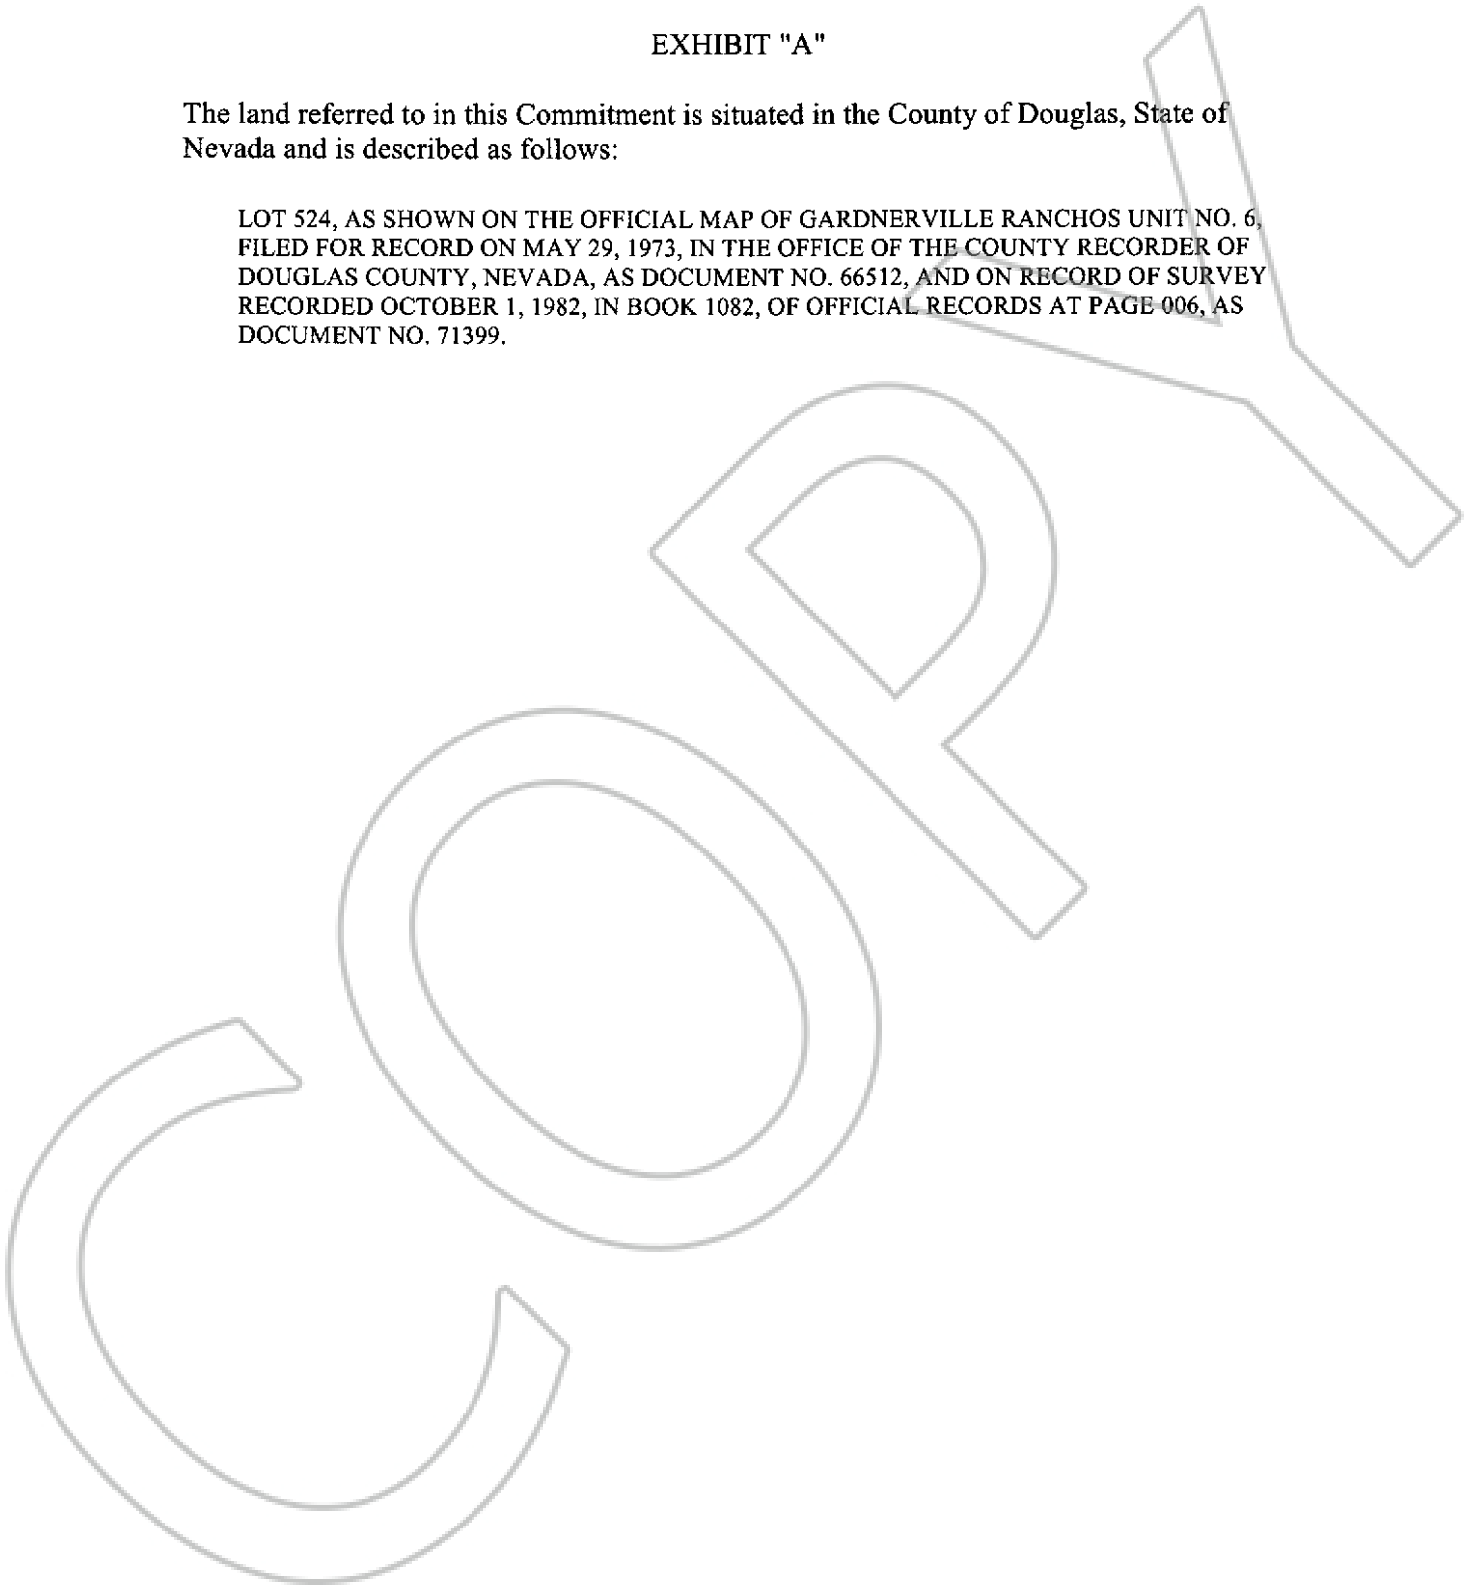 EXHIBIT "A"
The land referred to in this Commitment is situated in the County of Douglas, State of
Nevada and is described as follows:
LOT 524, AS SHOWN ON THE OFFICIAL MAP OF GARDNERVILLE RANCHOS UNIT NO. 6,
FILED FOR RECORD ON MAY 29, 1973, IN THE OFFICE OF THE COUNTY RECORDER OF
DOUGLAS COUNTY, NEVADA, AS DOCUMENT NO. 66512, AND ON RECORD OF SURVEY
RECORDED OCTOBER 1, 1982, IN BOOK 1082, OF OFFICIAL RECORDS AT PAGE 006, AS
DOCUMENT NO. 71399.
COPY